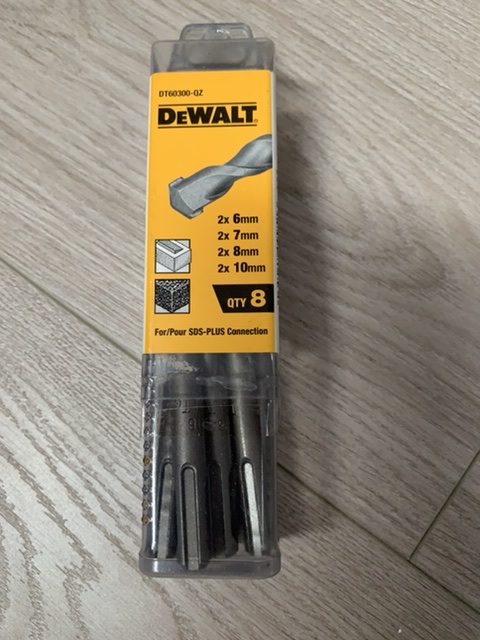 DT60300-QZ
DEWALT®
2x 6mm
2x 7mm
2x 8mm
2x 10mm
QTY 8
For/Pour SDS-PLUS Connection